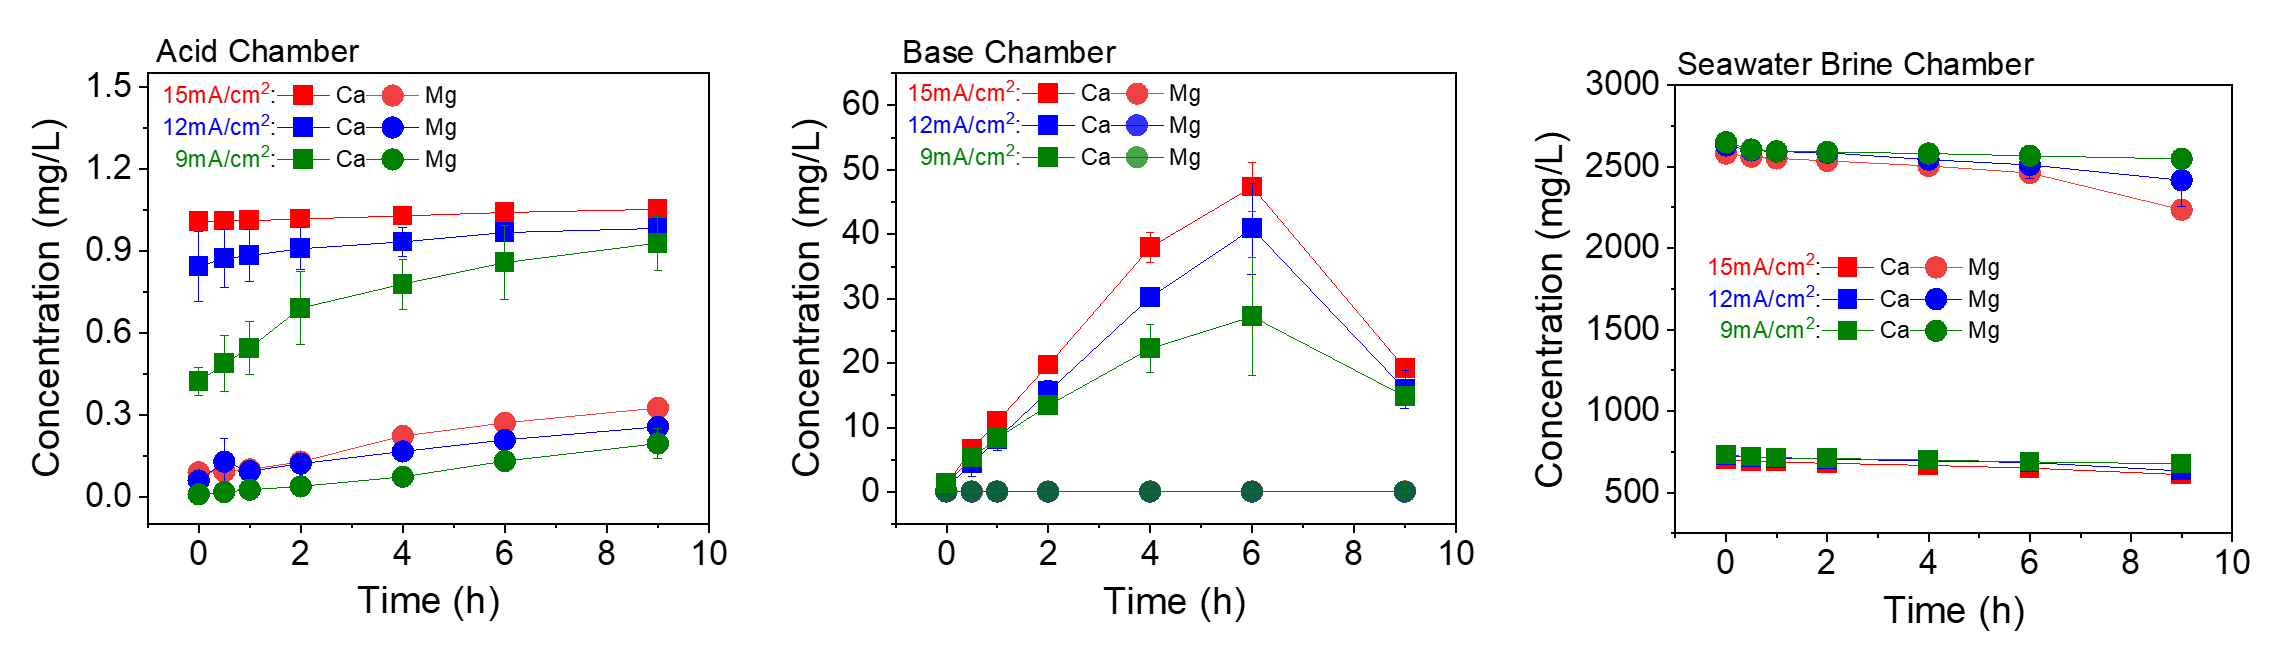 Acid Chamber
15mA/cm²: Ca Mg
12mA/cm²: Ca Mg
9mA/cm²: Ca Mg
Concentration (mg/L)
1.5
1.2
0.9
0.6
0.3
0.0
0 2 4 6 8 10
Time (h)
Base Chamber
15mA/cm²: Ca Mg
12mA/cm²: Ca Mg
9mA/cm²: Ca Mg
Concentration (mg/L)
60
50
40
30
20
10
0
0 2 4 6 8 10
Time (h)
Seawater Brine Chamber
Concentration (mg/L)
3000
2500
2000
1500
1000
500
15mA/cm²: Ca Mg
12mA/cm²: Ca Mg
9mA/cm²: Ca Mg
0 2 4 6 8 10
Time (h)